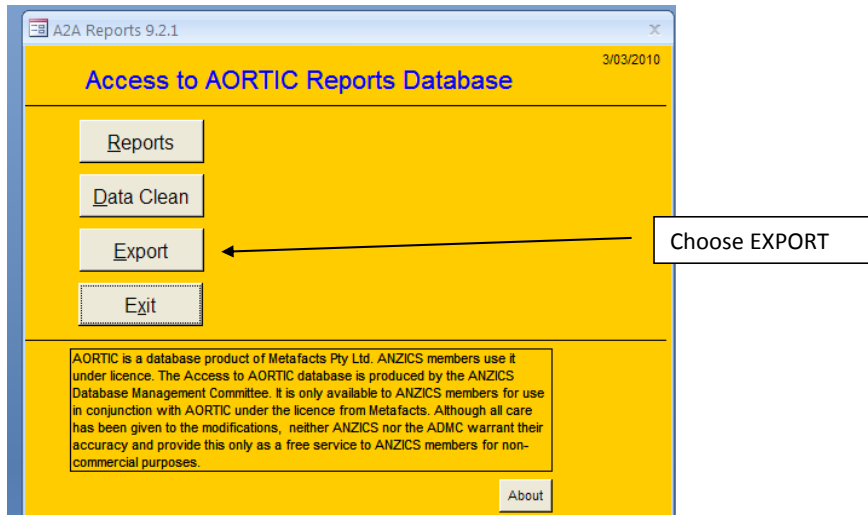 A2A Reports 9.2.1
x
3/03/2010
Access to AORTIC Reports Database
Reports
Data Clean
Export
Choose EXPORT
Exit
AORTIC is a database product of Metafacts Pty Ltd. ANZICS members use it
under licence. The Access to AORTIC database is produced by the ANZICS
Database Management Committee. It is only available to ANZICS members for use
in conjunction with AORTIC under the licence from Metafacts. Although all care
has been given to the modifications, neither ANZICS nor the ADMC warrant their
accuracy and provide this only as a free service to ANZICS members for non-
commercial purposes.
About